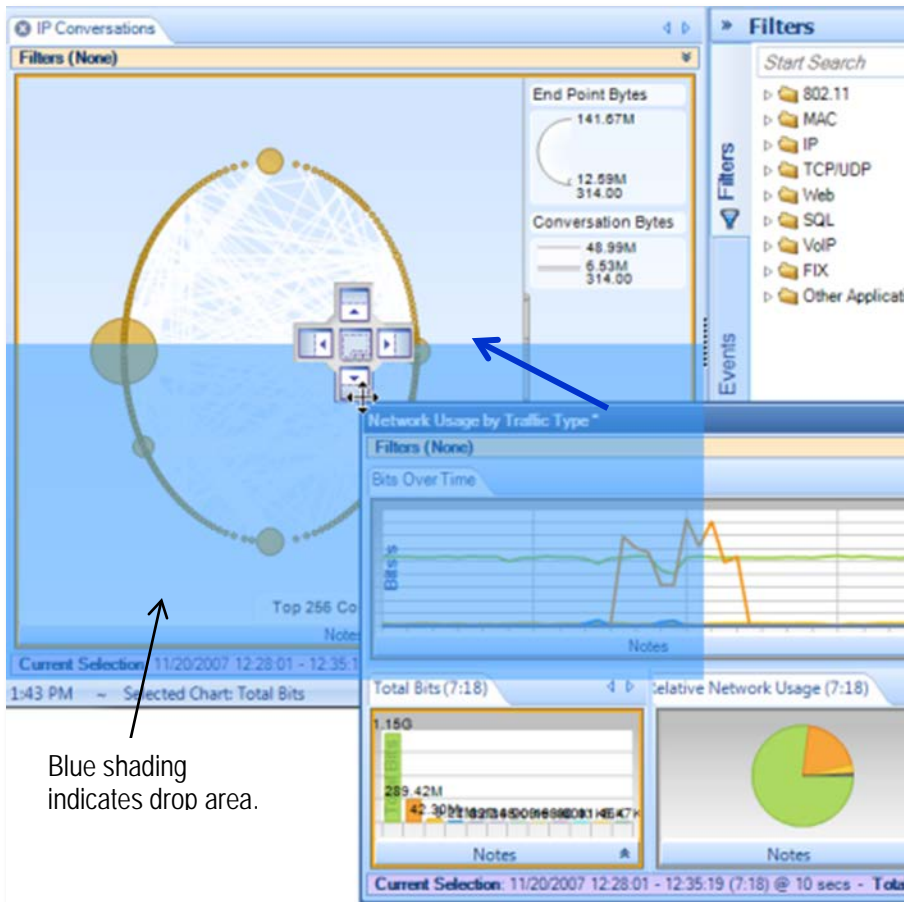 IP Conversations
Filters (None)
End Point Bytes
141.67M
12.59M
314.00
Conversation Bytes
48.99M
6.53M
314.00
Top 256 Co
Notes
Current Selection: 11/20/2007 12:28:01 - 12:35:1
1:43 PM ~ Selected Chart: Total Bits
Filters
Start Search
802.11
MAC
IP
TCP/UDP
Web
SQL
VoIP
FIX
Other Applicati
Filters
Events
Network Usage by Traffic Type*
Filters (None)
Bits Over Time
Bits/s
Notes
Total Bits (7:18)
1.15G
Total Bits
289.42M
42.30M
Notes
Relative Network Usage (7:18)
Notes
Current Selection: 11/20/2007 12:28:01 - 12:35:19 (7:18) @ 10 secs - Tota
Blue shading
indicates drop area.